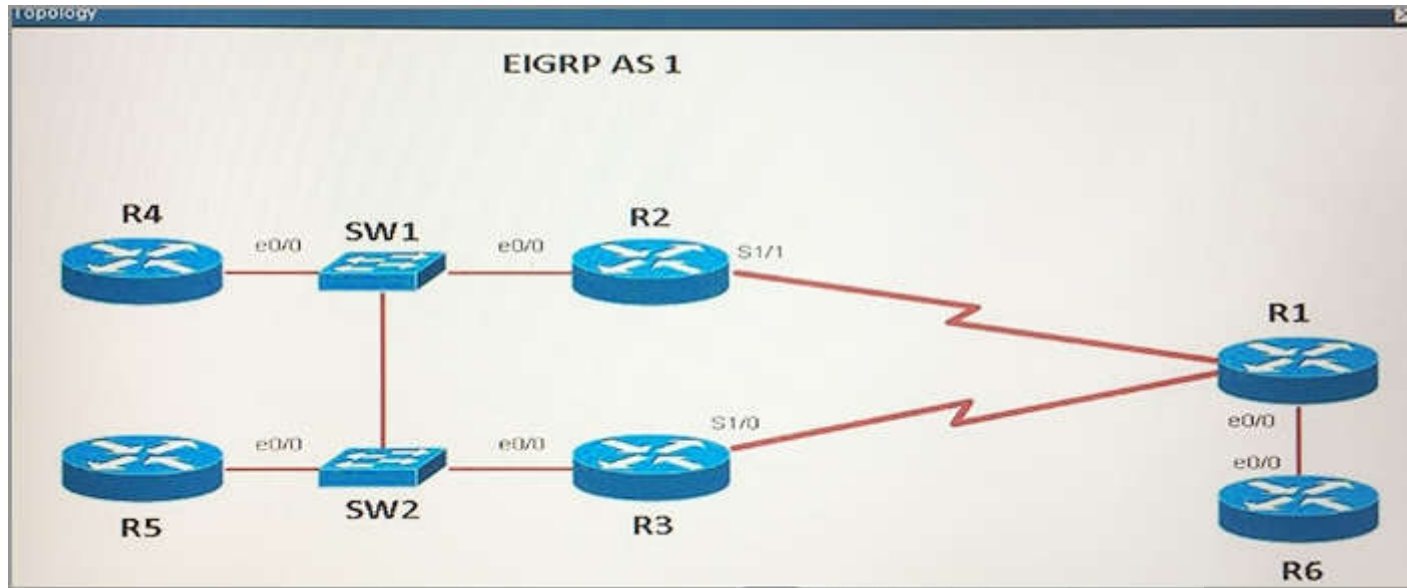 Topology
EIGRP AS 1
R4
e0/0
SW1
e0/0
R2
S1/1
R1
e0/0
e0/0
R6
R5
e0/0
SW2
e0/0
R3
S1/0